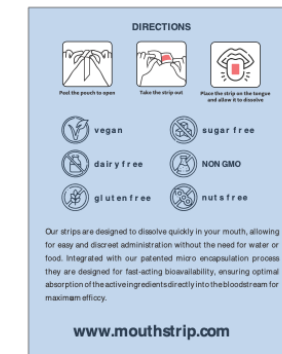 DIRECTIONS
Peel the pouch to open
Take the strip out
Place the strip on the tongue
and allow it to dissolve
vegan
sugar free
dairy free
NON GMO
gluten free
nuts free
Our strips are designed to dissolve quickly in your mouth, allowing
for easy and discreet administration without the need for water or
food. Integrated with our patented micro encapsulation process
they are designed for fast-acting bioavailability, ensuring optimal
absorption of the active ingredients directly into the bloodstream for
maximam efficcy.
www.mouthstrip.com